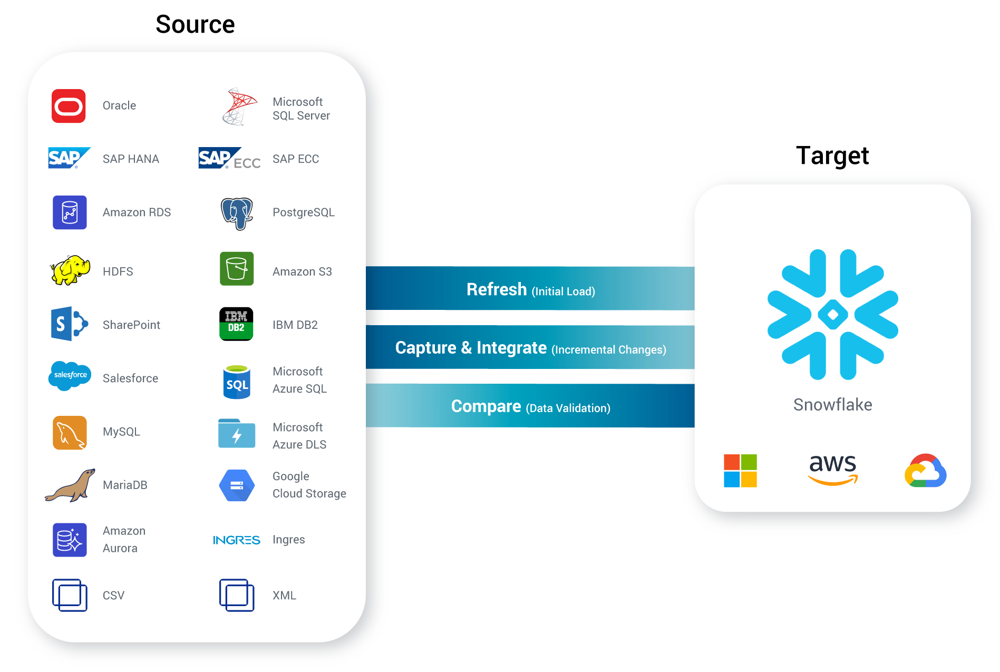 Source
Oracle
Microsoft
SQL Server
SAP
SAP HANA
SAP ECC
SAP ECC
Amazon RDS
PostgreSQL
HDFS
Amazon S3
S
SharePoint
IBM
DB2
IBM DB2
salesforce
Salesforce
SQL
Microsoft
Azure SQL
MySQL
Microsoft
Azure DLS
MariaDB
Google
Cloud Storage
Amazon
Aurora
INGRES
Ingres
CSV
XML
Refresh (Initial Load)
Capture & Integrate (Incremental Changes)
Compare (Data Validation)
Target
Snowflake
aws